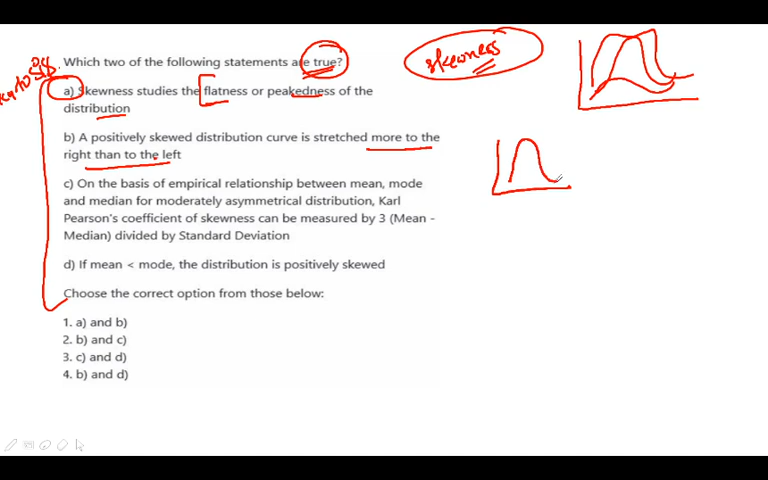 Which two of the following statements are true?
skewness
a) Skewness studies the flatness or peakedness of the
distribution
b) A positively skewed distribution curve is stretched more to the
right than to the left
c) On the basis of empirical relationship between mean, mode
and median for moderately asymmetrical distribution, Karl
Pearson's coefficient of skewness can be measured by 3 (Mean -
Median) divided by Standard Deviation
d) If mean < mode, the distribution is positively skewed
Choose the correct option from those below:
1. a) and b)
2. b) and c)
3. c) and d)
4. b) and d)